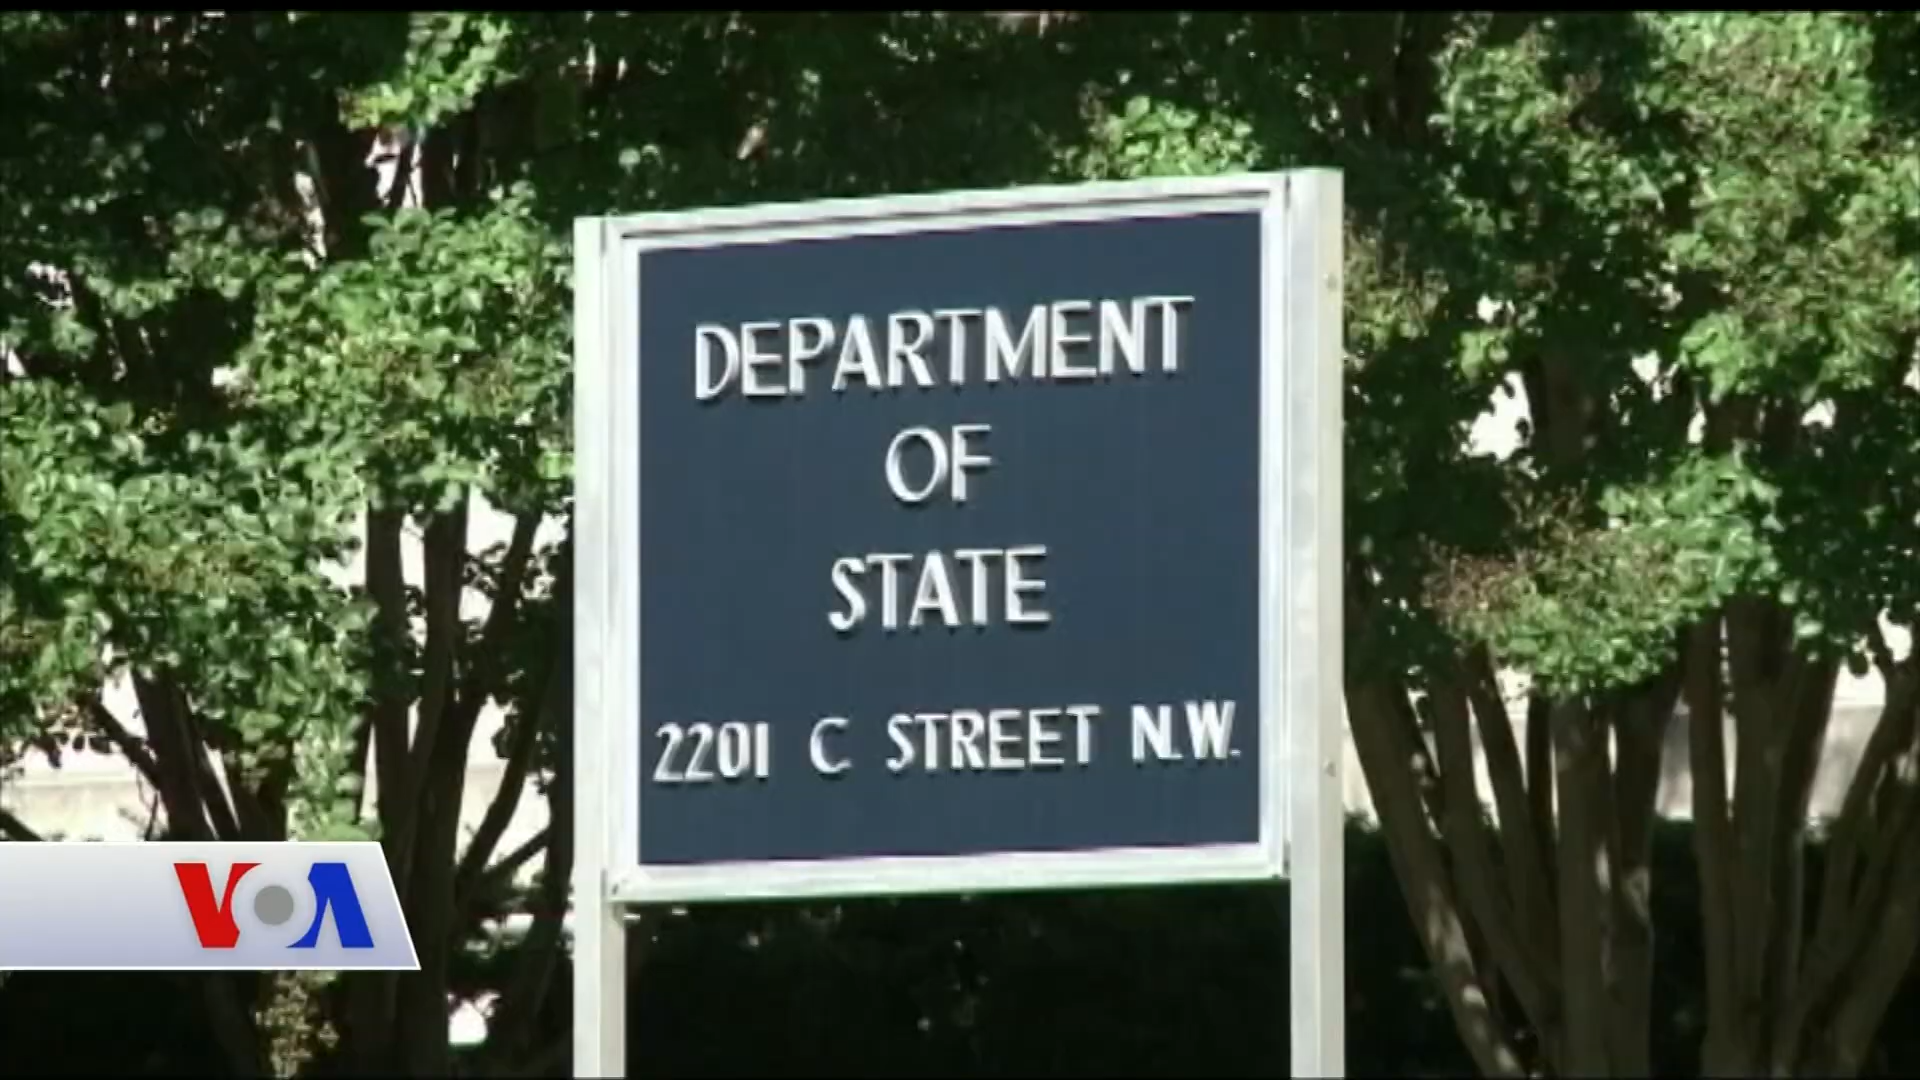 DEPARTMENT
OF
STATE
2201 C STREET N.W.
VOA